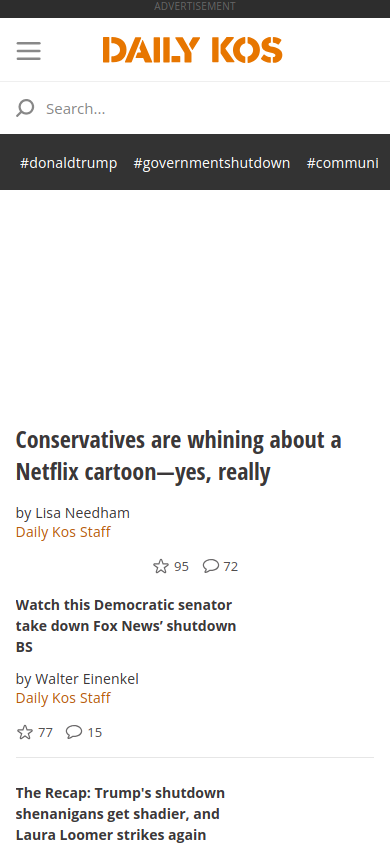 ADVERTISEMENT
DAILY KOS
Search...
#donaldtrump #governmentshutdown #communi
Conservatives are whining about a
Netflix cartoon—yes, really
by Lisa Needham
Daily Kos Staff
95 72
Watch this Democratic senator
take down Fox News’ shutdown
BS
by Walter Einenkel
Daily Kos Staff
77 15
The Recap: Trump's shutdown
shenanigans get shadier, and
Laura Loomer strikes again